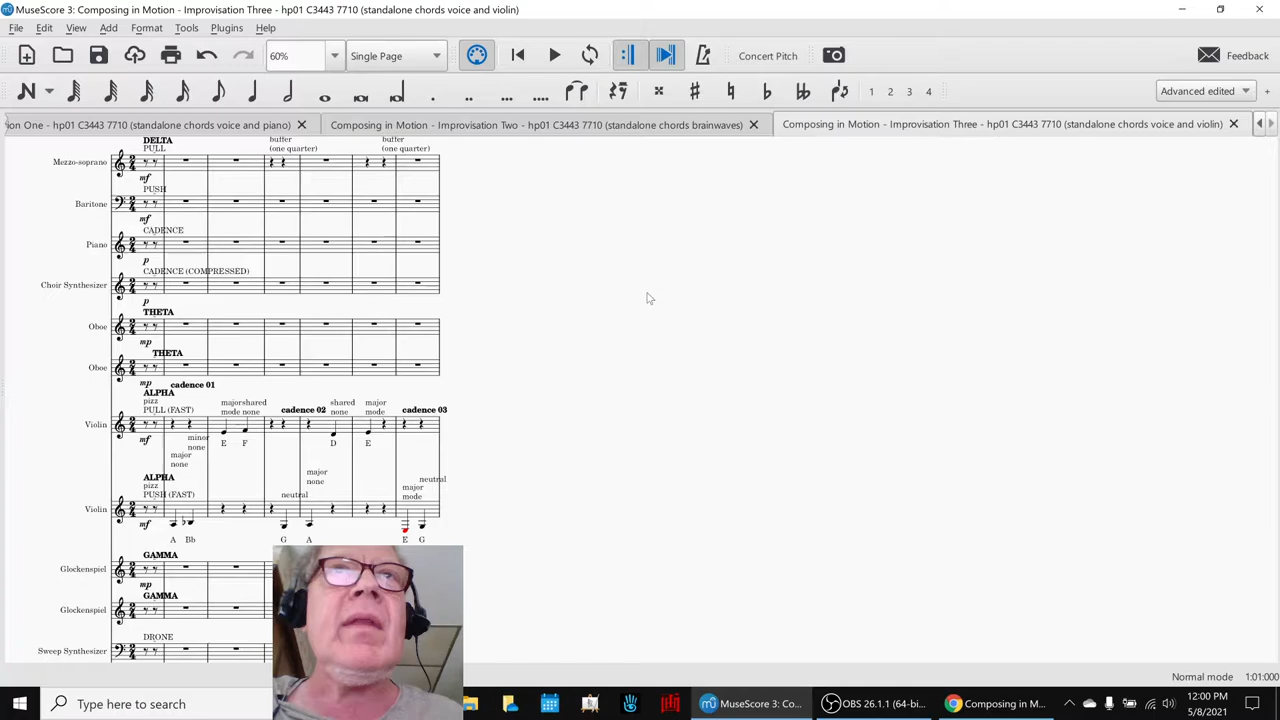 MuseScore 3: Composing in Motion - Improvisation Three - hp01 C3443 7710 (standalone chords voice and violin)
File Edit View Add Format Tools Plugins Help
60% Single Page Concert Pitch Feedback
1 2 3 4 Advanced edited +
ion One - hp01 C3443 7710 (standalone chords voice and piano) Composing in Motion - Improvisation Two - hp01 C3443 7710 (standalone chords brainwaves) Composing in Motion - Improvisation Three - hp01 C3443 7710 (standalone chords voice and violin)
DELTA buffer buffer
PULL (one quarter) (one quarter)
Mezzo-soprano
mf
PUSH
Baritone
mf
CADENCE
Piano
p
CADENCE (COMPRESSED)
Choir Synthesizer
p
THETA
Oboe
mp
THETA
Oboe
mp
cadence 01
ALPHA
pizz major shared shared major
PULL (FAST) mode none cadence 02 none mode cadence 03
Violin
mf minor E F D E
none
major
none
ALPHA major neutral
pizz none major
PUSH (FAST) neutral mode
Violin
mf
A Bb G A E G
GAMMA
Glockenspiel
mp
GAMMA
Glockenspiel
DRONE
Sweep Synthesizer
Normal mode 1:01:000
Type here to search MuseScore 3: Co... OBS 26.1.1 (64-bi... Composing in M... 12:00 PM
5/8/2021